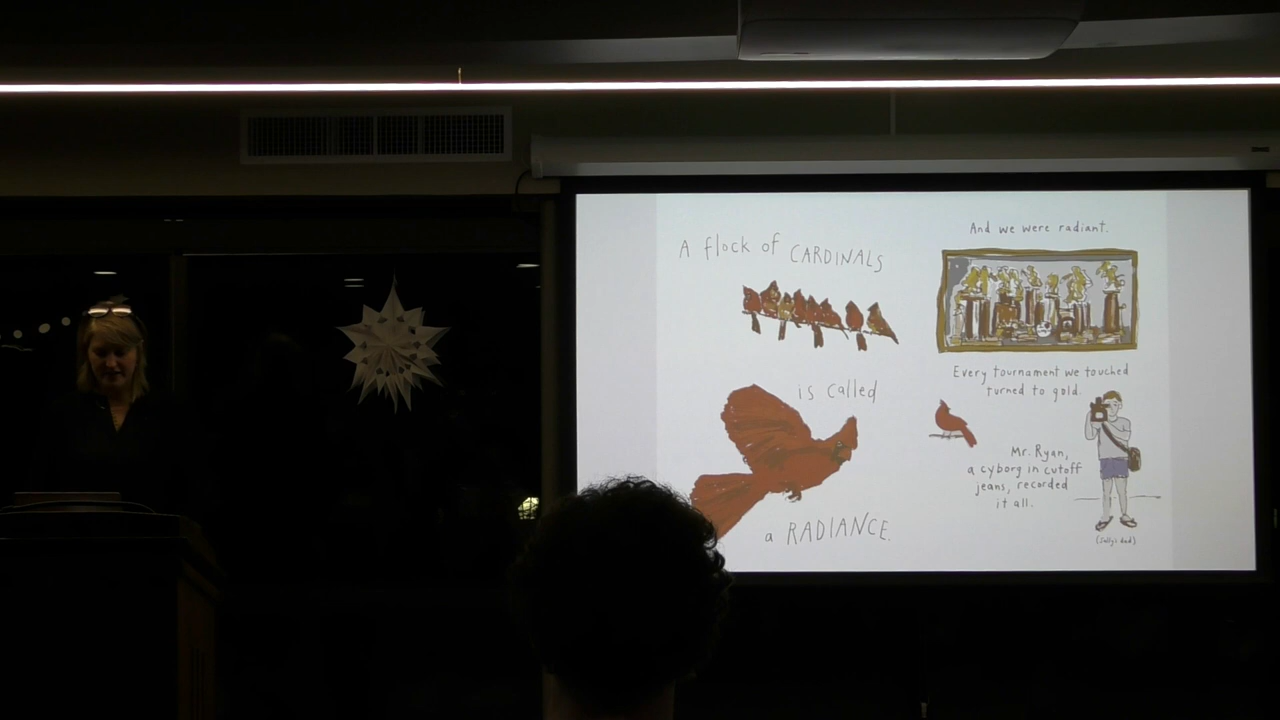 A flock of CARDINALS
is called
a RADIANCE.
And we were radiant.
Every tournament we touched
turned to gold.
Mr. Ryan,
a cyborg in cutoff
jeans, recorded
it all.
(Sally's dad)